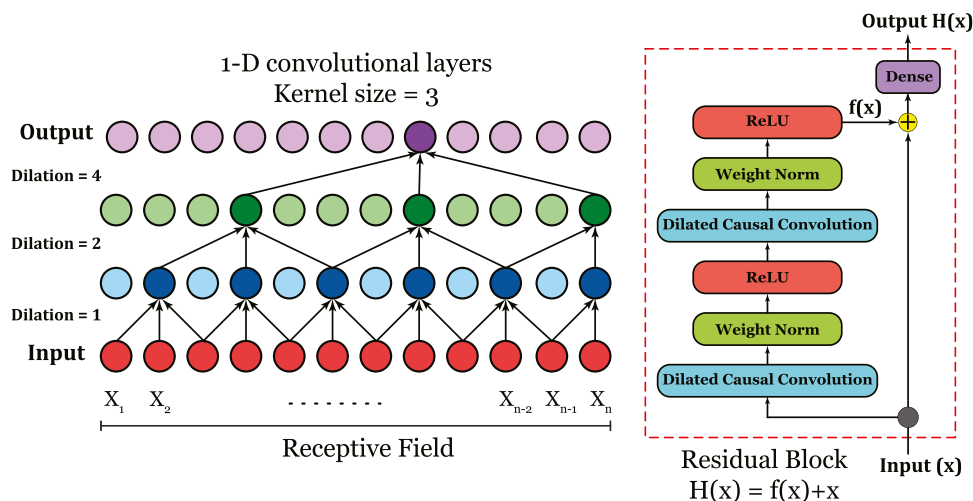 1-D convolutional layers
Kernel size = 3
Output
Dilation = 4
Dilation = 2
Dilation = 1
Input
X1 X2 ........ Xn-2 Xn-1 Xn
Receptive Field
Output H(x)
Dense
f(x)
+
ReLU
Weight Norm
Dilated Causal Convolution
ReLU
Weight Norm
Dilated Causal Convolution
Input (x)
Residual Block
H(x) = f(x)+x